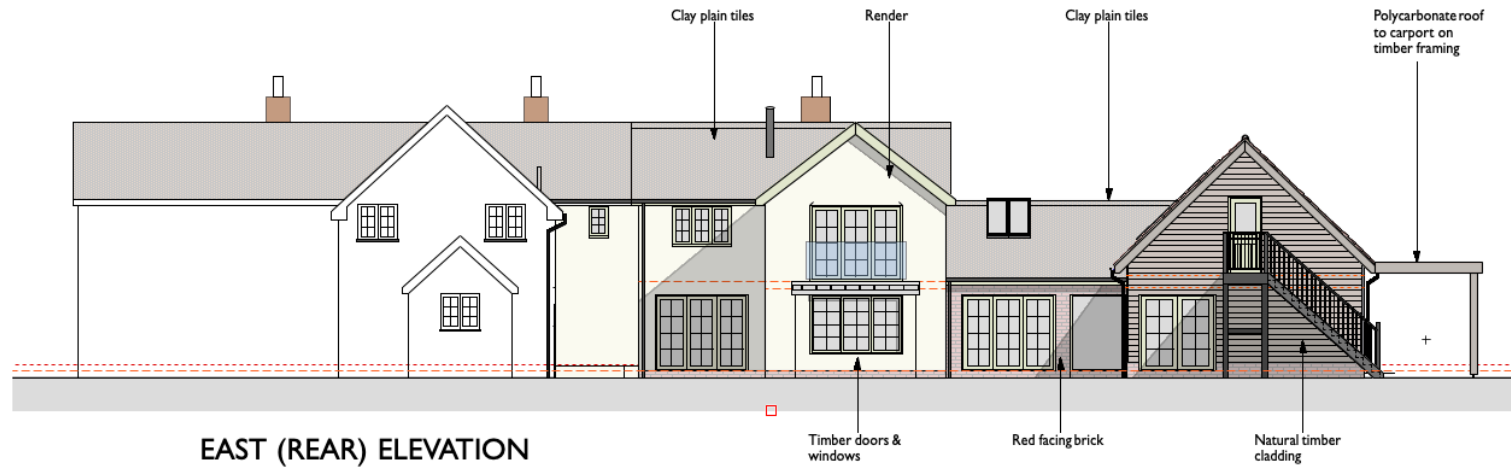 Clay plain tiles
Render
Clay plain tiles
Polycarbonate roof
to carport on
timber framing
EAST (REAR) ELEVATION
Timber doors &
windows
Red facing brick
Natural timber
cladding